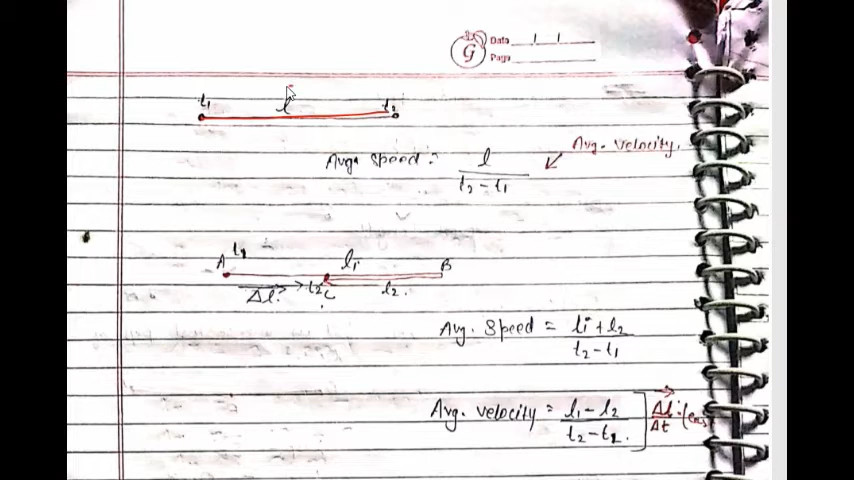 G Data
Page
t1 l t2
Avg. speed = l / t2 - t1
Avg. velocity.
A t1 l1 B
Δl t2 C l2
Avg. Speed = l1 + l2 / t2 - t1
Avg. velocity = l1 - l2 / t2 - t1 Δl / Δt